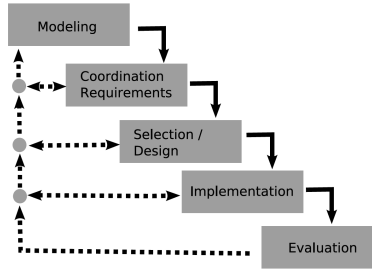 Modeling
Coordination
Requirements
Selection /
Design
Implementation
Evaluation